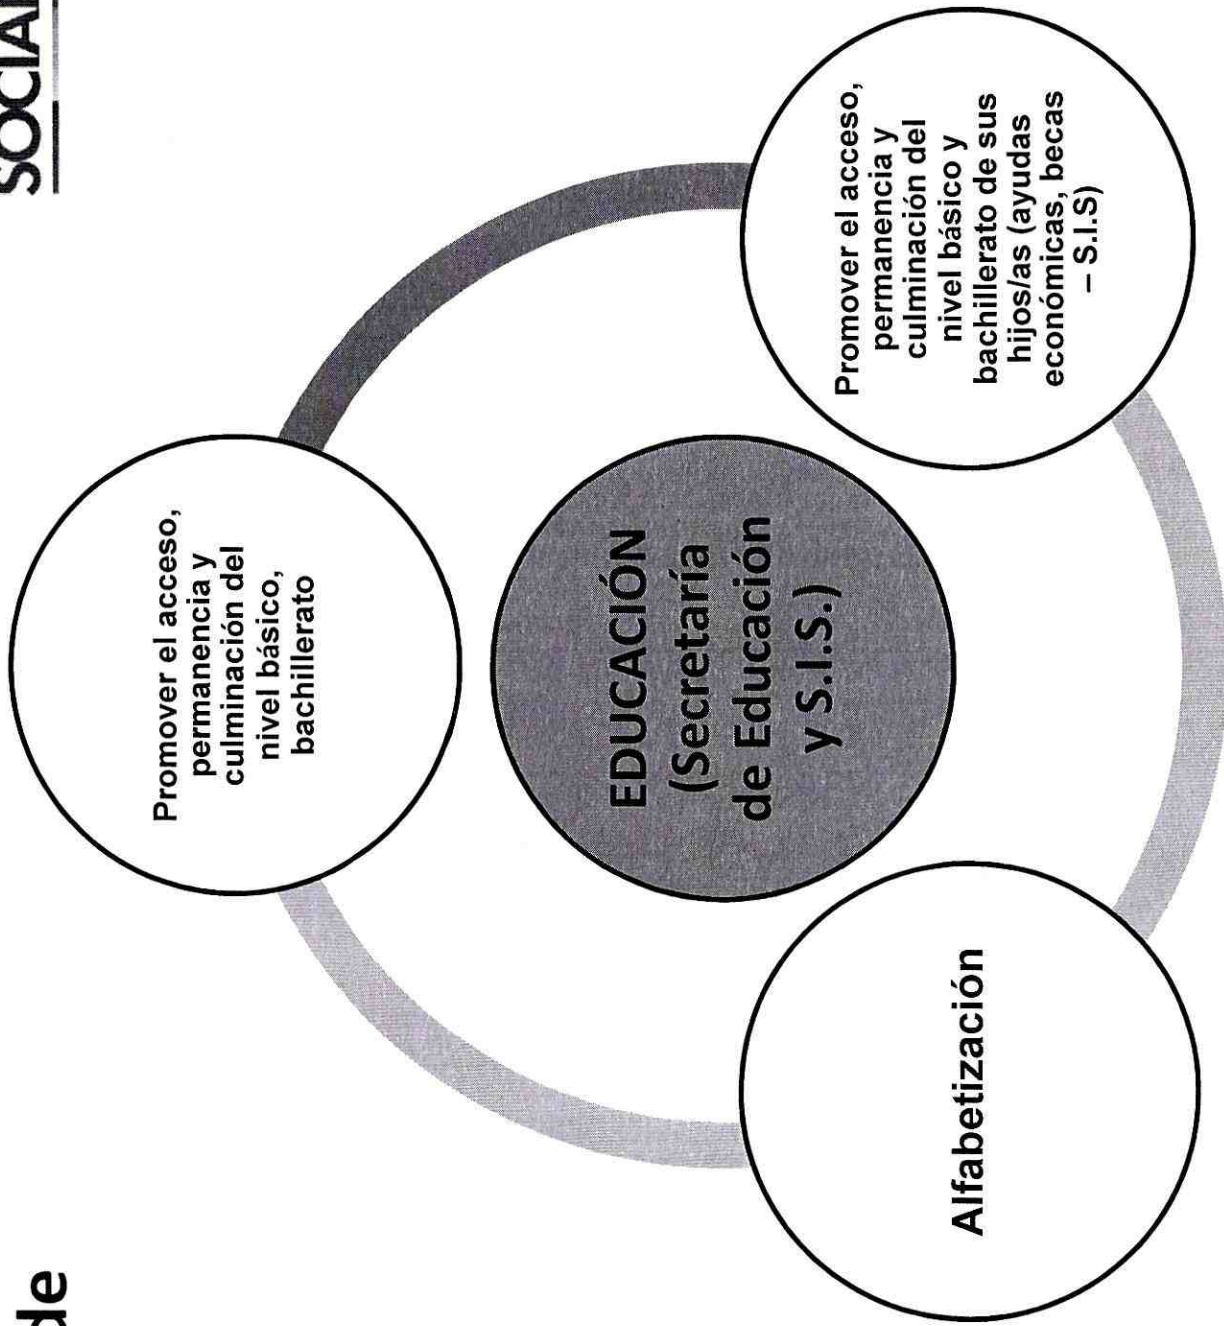 de
SOCIAL
Promover el acceso,
permanencia y
culminación del
nivel básico,
bachillerato
EDUCACIÓN
(Secretaría
de Educación
y S.I.S.)
Promover el acceso,
permanencia y
culminación del
nivel básico y
bachillerato de sus
hijos/as (ayudas
económicas, becas
– S.I.S)
Alfabetización